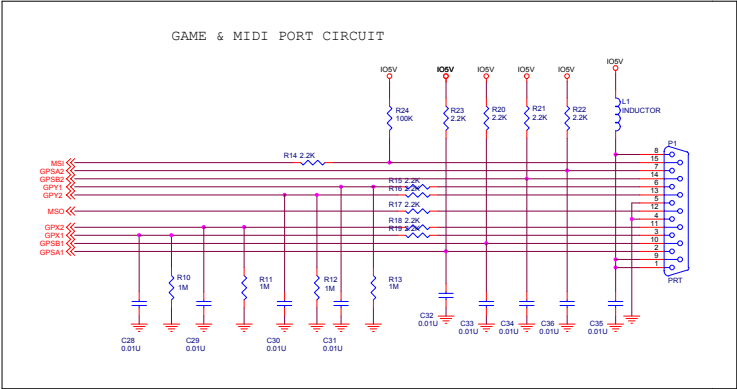 GAME & MIDI PORT CIRCUIT
IO5V IO5V IO5V IO5V IO5V IO5V
R24 100K
R23 2.2K
R20 2.2K
R21 2.2K
R22 2.2K
L1 INDUCTOR
P1
MSI
R14 2.2K
8
15
GPSA2
7
GPSB2
14
GPY1
R15 2.2K
6
GPY2
R16 2.2K
13
5
MSO
R17 2.2K
12
4
GPX2
R18 2.2K
11
GPX1
R19 2.2K
3
GPSB1
10
GPSA1
2
9
1
PRT
R10 1M
R11 1M
R12 1M
R13 1M
C28 0.01U
C29 0.01U
C30 0.01U
C31 0.01U
C32 0.01U
C33 0.01U
C34 0.01U
C36 0.01U
C35 0.01U